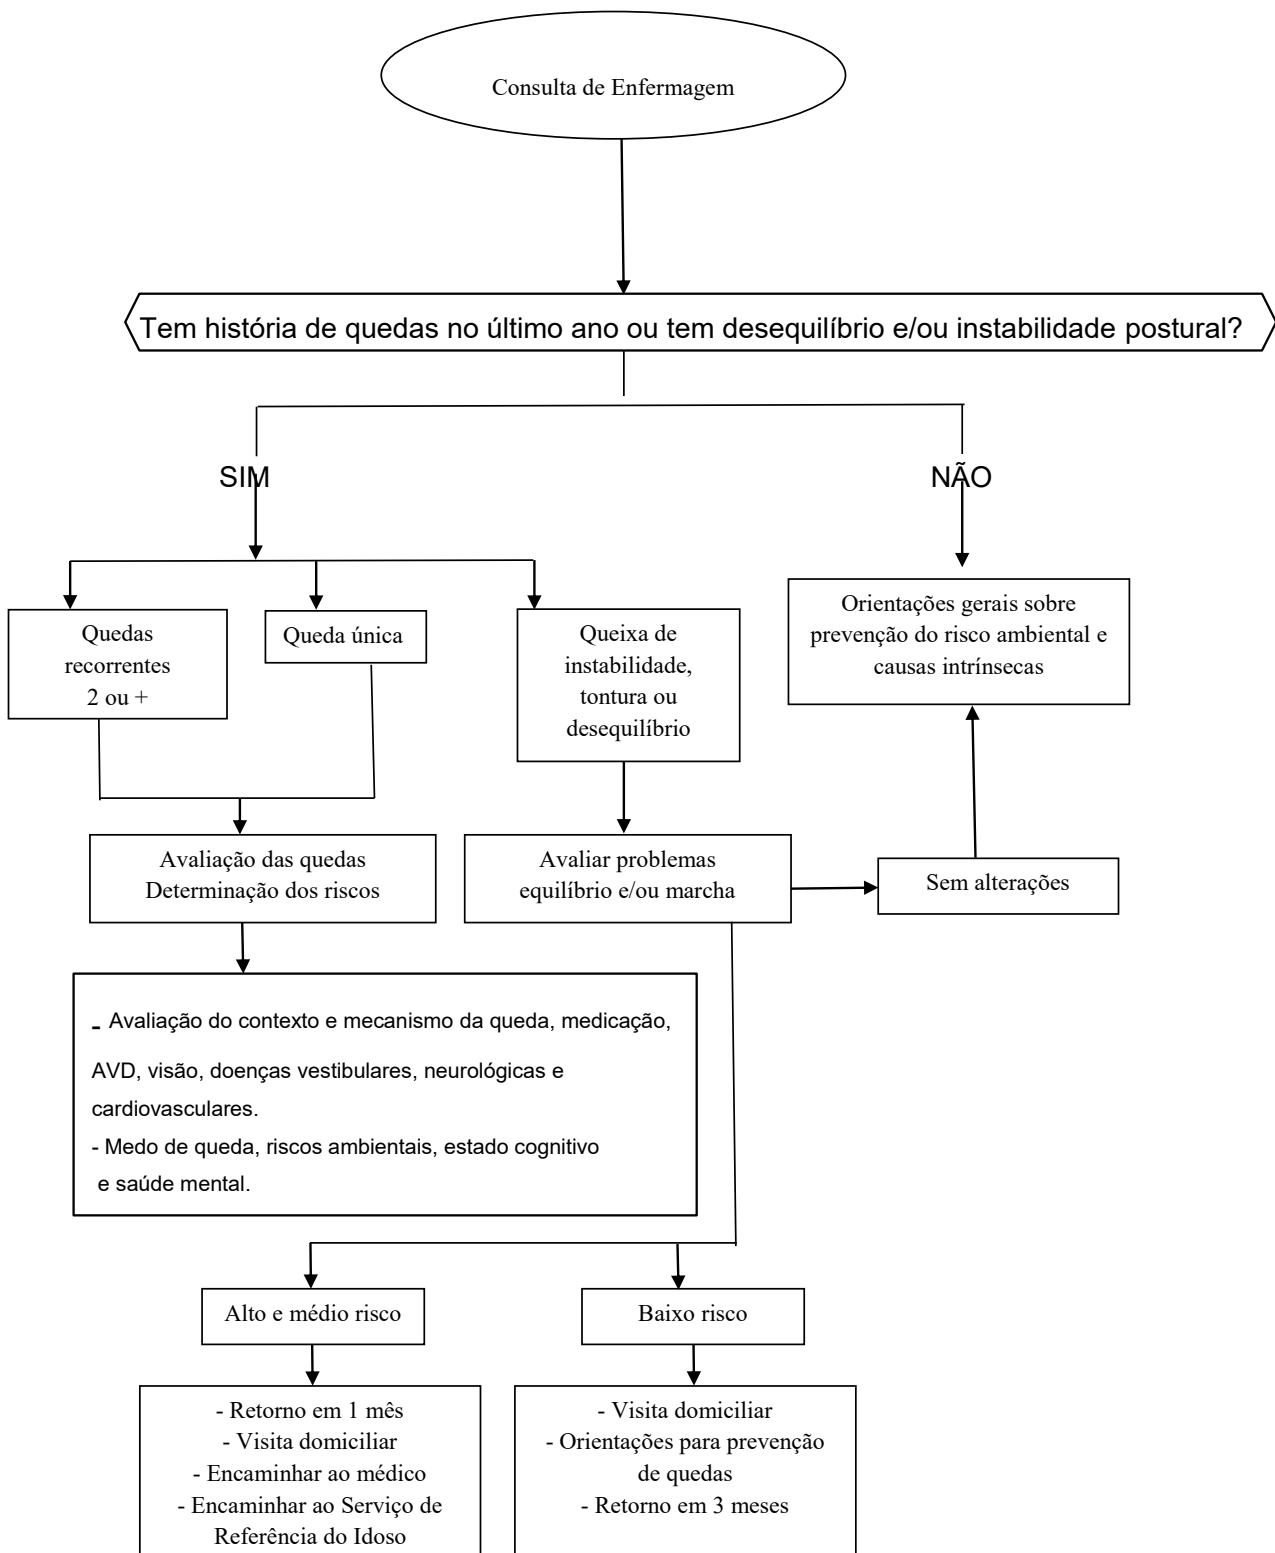 Consulta de Enfermagem
Tem história de quedas no último ano ou tem desequilíbrio e/ou instabilidade postural?
SIM
NÃO
Quedas
recorrentes
2 ou +
Queda única
Queixa de
instabilidade,
tontura ou
desequilíbrio
Orientações gerais sobre
prevenção do risco ambiental e
causas intrínsecas
Avaliação das quedas
Determinação dos riscos
Avaliar problemas
equilíbrio e/ou marcha
Sem alterações
- Avaliação do contexto e mecanismo da queda, medicação,
AVD, visão, doenças vestibulares, neurológicas e
cardiovasculares.
- Medo de queda, riscos ambientais, estado cognitivo
e saúde mental.
Alto e médio risco
Baixo risco
- Retorno em 1 mês
- Visita domiciliar
- Encaminhar ao médico
- Encaminhar ao Serviço de
Referência do Idoso
- Visita domiciliar
- Orientações para prevenção
de quedas
- Retorno em 3 meses